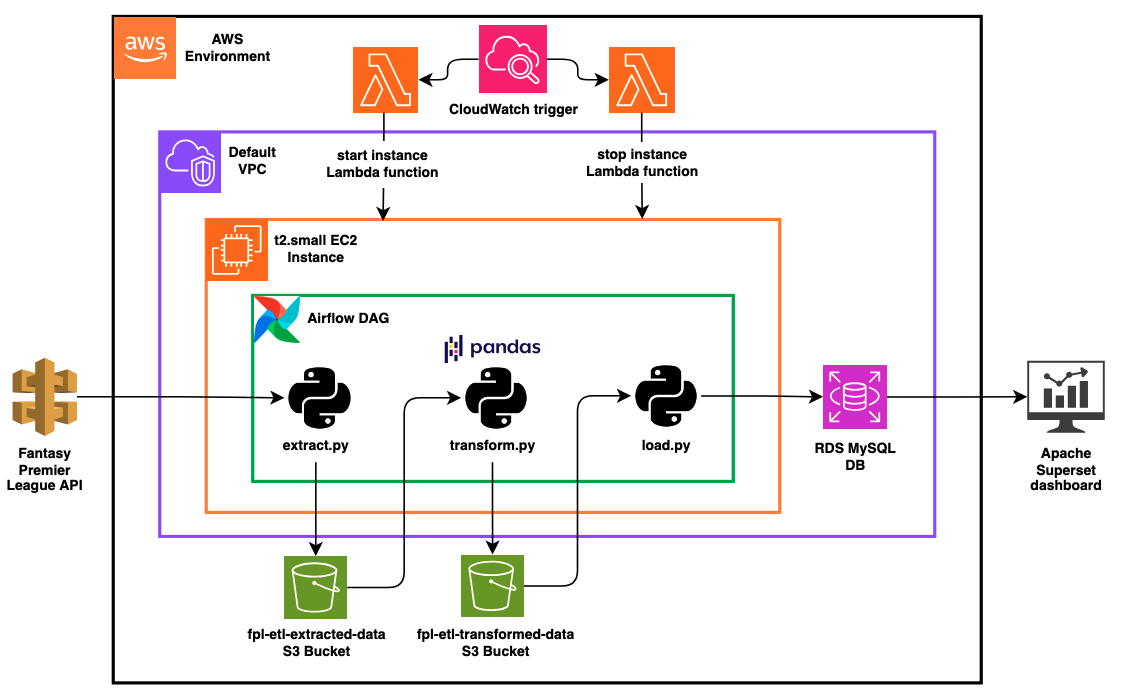 aws
AWS
Environment
CloudWatch trigger
Default
VPC
start instance
Lambda function
stop instance
Lambda function
t2.small EC2
Instance
Airflow DAG
pandas
extract.py
transform.py
load.py
Fantasy
Premier
League API
RDS MySQL
DB
Apache
Superset
dashboard
fpl-etl-extracted-data
S3 Bucket
fpl-etl-transformed-data
S3 Bucket